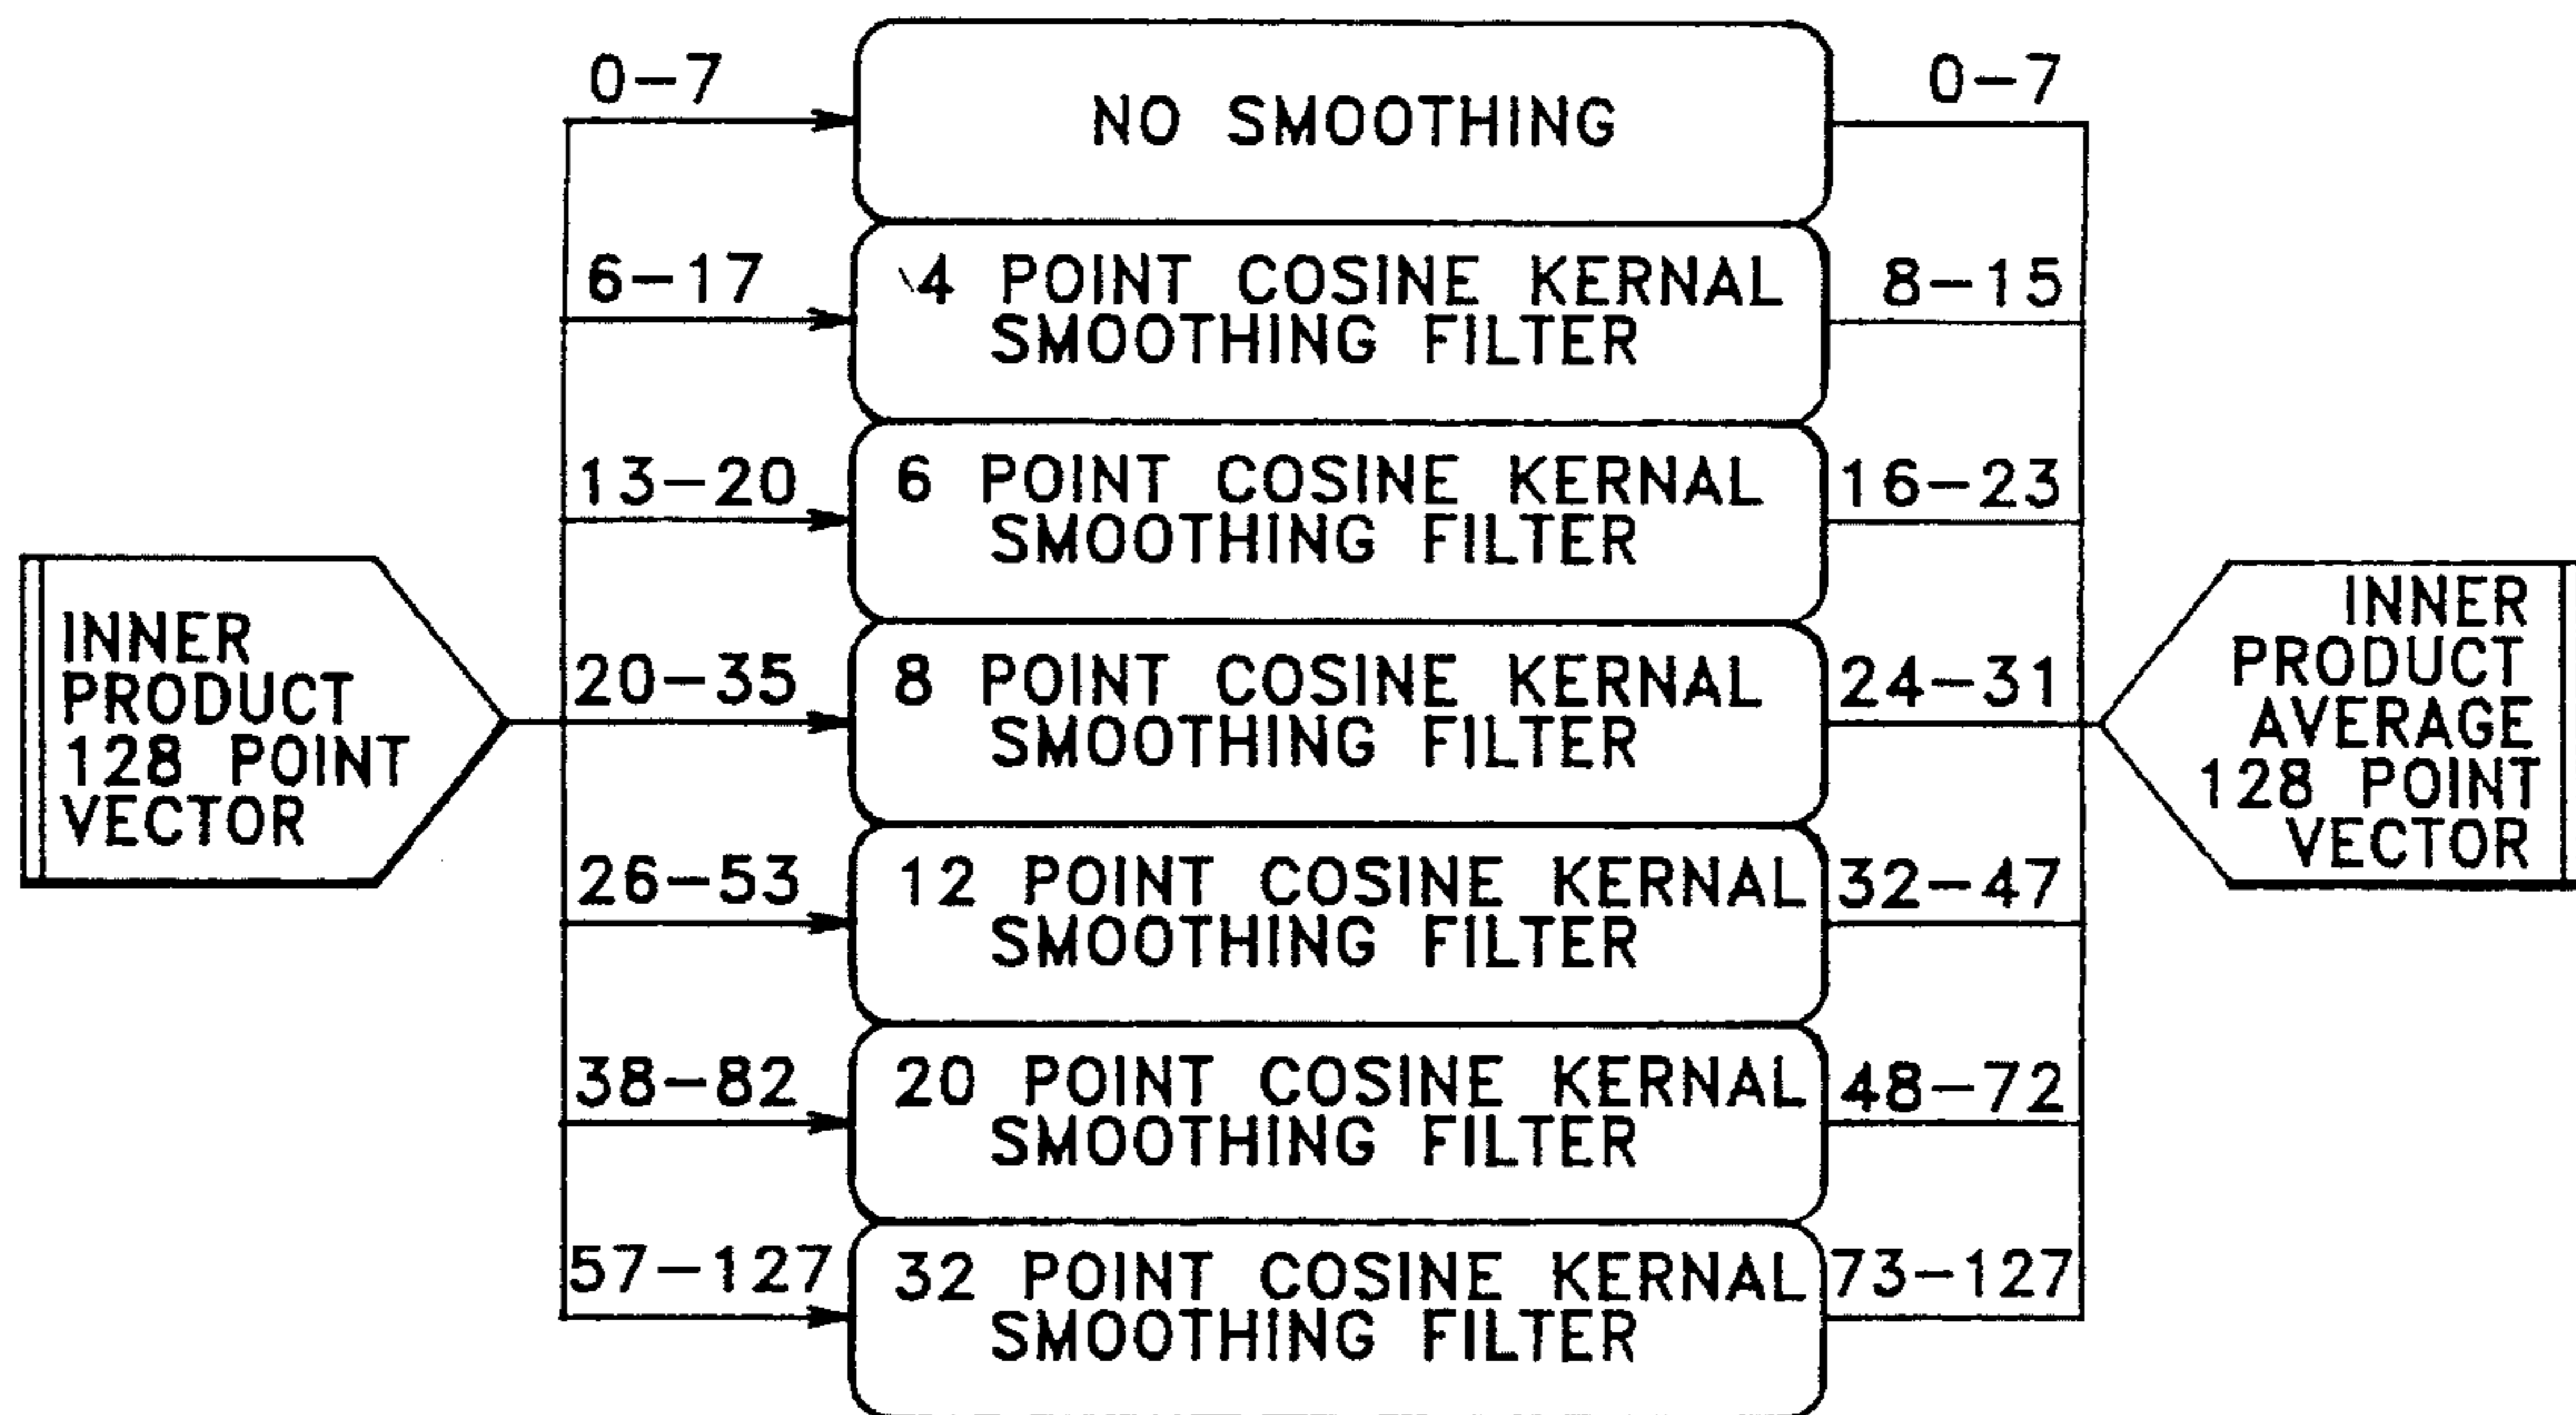 INNER
PRODUCT
128 POINT
VECTOR
0-7
NO SMOOTHING
0-7
6-17
4 POINT COSINE KERNAL
SMOOTHING FILTER
8-15
13-20
6 POINT COSINE KERNAL
SMOOTHING FILTER
16-23
20-35
8 POINT COSINE KERNAL
SMOOTHING FILTER
24-31
26-53
12 POINT COSINE KERNAL
SMOOTHING FILTER
32-47
38-82
20 POINT COSINE KERNAL
SMOOTHING FILTER
48-72
57-127
32 POINT COSINE KERNAL
SMOOTHING FILTER
73-127
INNER
PRODUCT
AVERAGE
128 POINT
VECTOR